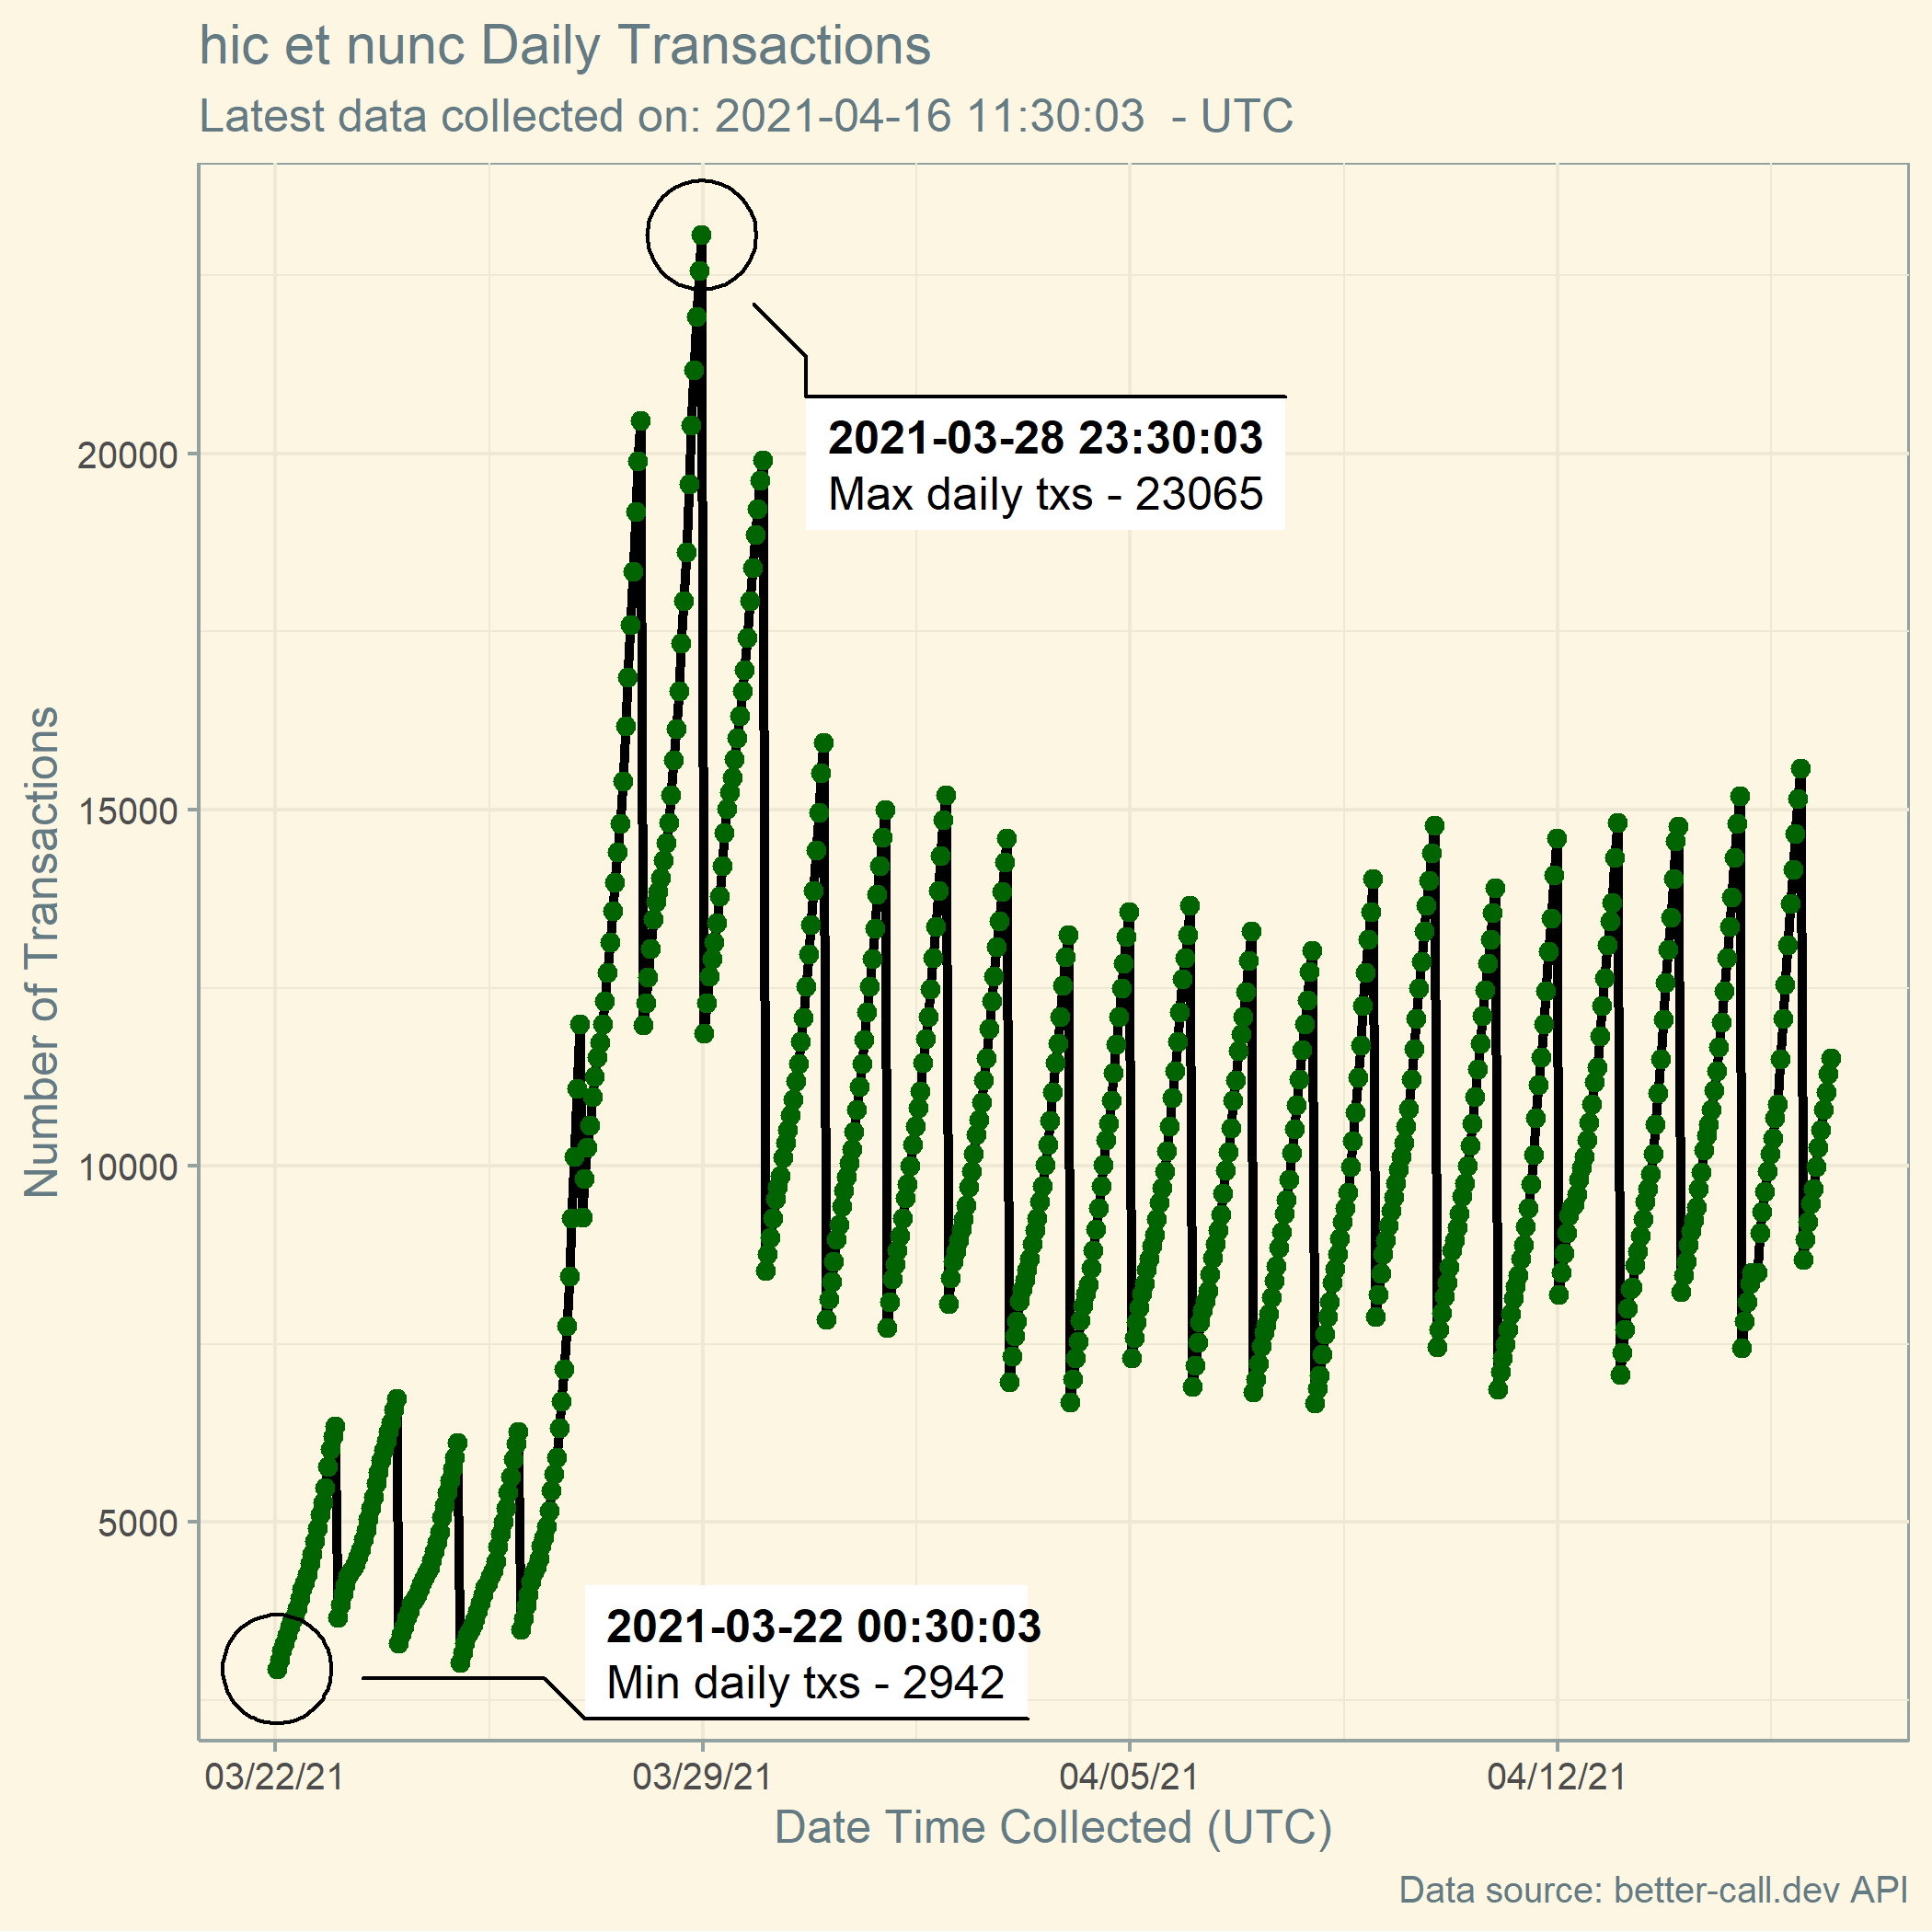 hic et nunc Daily Transactions
Latest data collected on: 2021-04-16 11:30:03  - UTC
Number of Transactions
20000
15000
10000
5000
2021-03-28 23:30:03
Max daily txs - 23065
2021-03-22 00:30:03
Min daily txs - 2942
03/22/21
03/29/21
04/05/21
04/12/21
Date Time Collected (UTC)
Data source: better-call.dev API